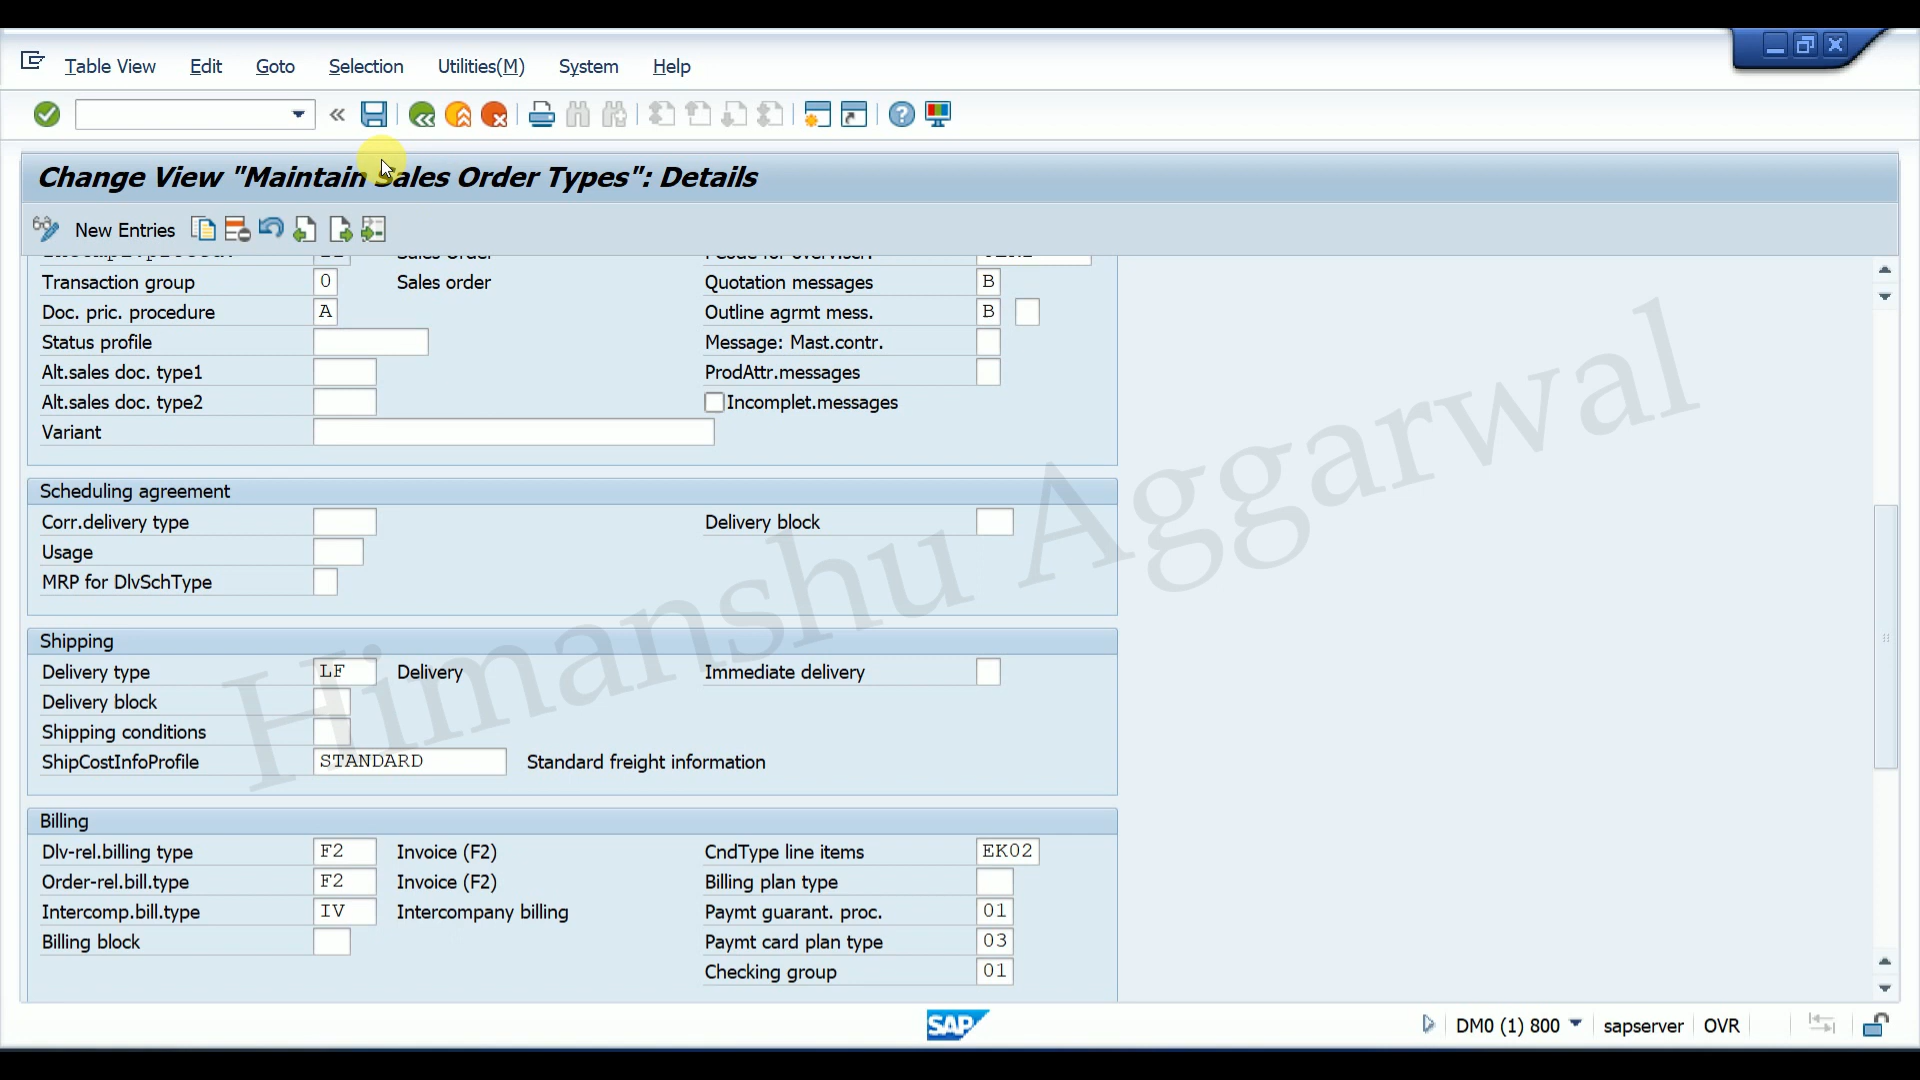 Table View Edit Goto Selection Utilities(M) System Help
Change View "Maintain Sales Order Types": Details
New Entries
Transaction group 0 Sales order Quotation messages B
Doc. pric. procedure A Outline agrmt mess. B
Status profile Message: Mast.contr.
Alt.sales doc. type1 ProdAttr.messages
Alt.sales doc. type2 Incomplet.messages
Variant
Scheduling agreement
Corr.delivery type Delivery block
Usage
MRP for DlvSchType
Shipping
Delivery type LF Delivery Immediate delivery
Delivery block
Shipping conditions
ShipCostInfoProfile STANDARD Standard freight information
Billing
Dlv-rel.billing type F2 Invoice (F2) CndType line items EK02
Order-rel.bill.type F2 Invoice (F2) Billing plan type
Intercomp.bill.type IV Intercompany billing Paymt guarant. proc. 01
Billing block Paymt card plan type 03
Checking group 01
Himanshu Aggarwal
SAP DM0 (1) 800 sapserver OVR